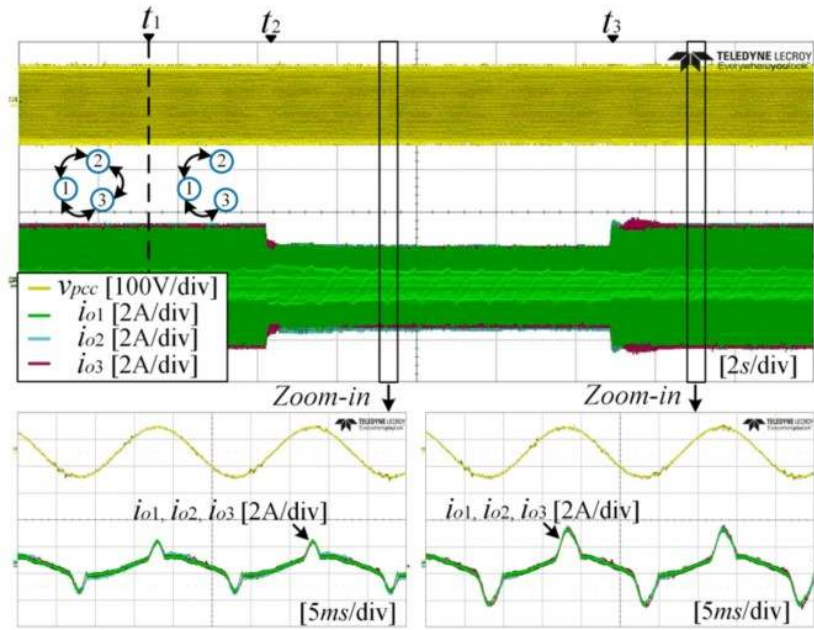 t1 t2 t3
TELEDYNE LECROY
Everywhereyoulook
2
1
3
2
1
3
vpcc [100V/div]
io1 [2A/div]
io2 [2A/div]
io3 [2A/div]
[2s/div]
Zoom-in Zoom-in
TELEDYNE LECROY
Everywhereyoulook
TELEDYNE LECROY
Everywhereyoulook
io1, io2, io3 [2A/div]
io1, io2, io3 [2A/div]
[5ms/div]
[5ms/div]